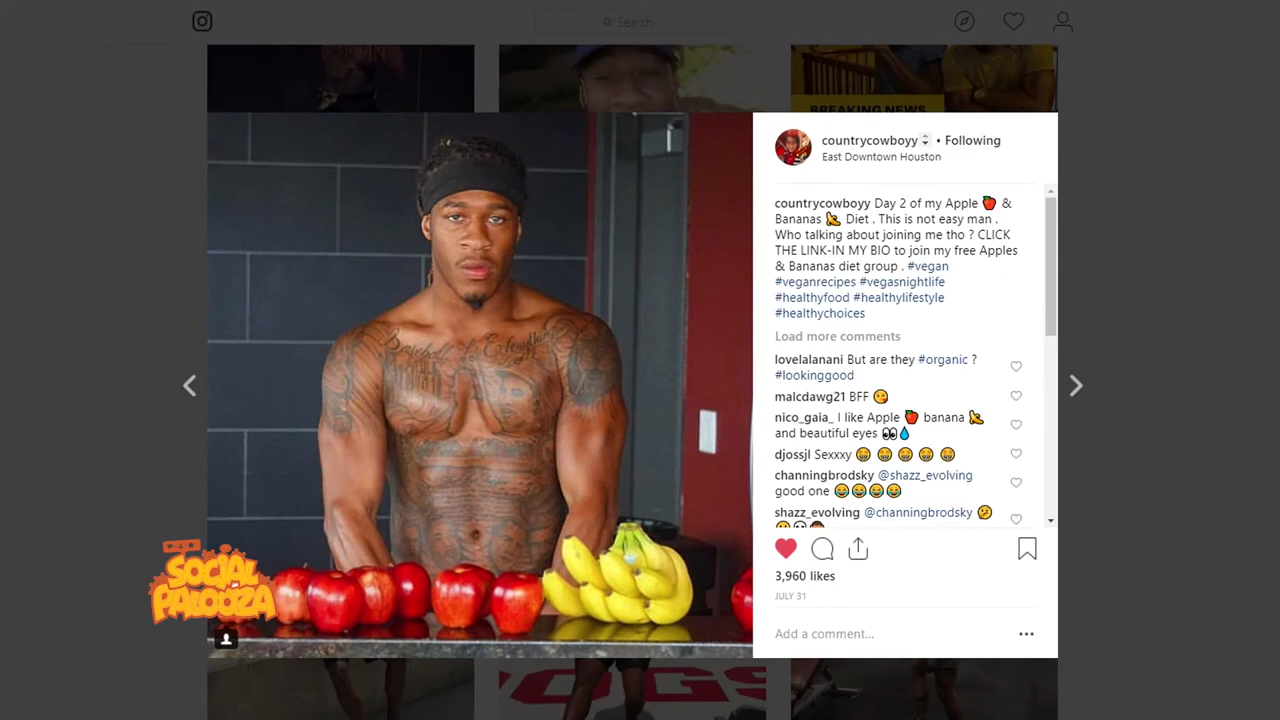 Search
BREAKING NEWS
countrycowboyy • Following
East Downtown Houston
countrycowboyy Day 2 of my Apple 🍎 &
Bananas 🍌 Diet . This is not easy man .
Who talking about joining me tho ? CLICK
THE LINK-IN MY BIO to join my free Apples
& Bananas diet group . #vegan
#veganrecipes #vegasnightlife
#healthyfood #healthylifestyle
#healthychoices
Load more comments
lovelalanani But are they #organic ?
#lookinggood
malcdawg21 BFF 😘
nico_gaia_ I like Apple 🍎 banana 🍌
and beautiful eyes 👀💧
djossjl Sexxxy 😂 😂 😂 😂 😂
channingbrodsky @shazz_evolving
good one 😂😂😂😂
shazz_evolving @channingbrodsky 🤔
3,960 likes
JULY 31
Add a comment...
Baseball
SOCIAL
PALOOZA
OGS